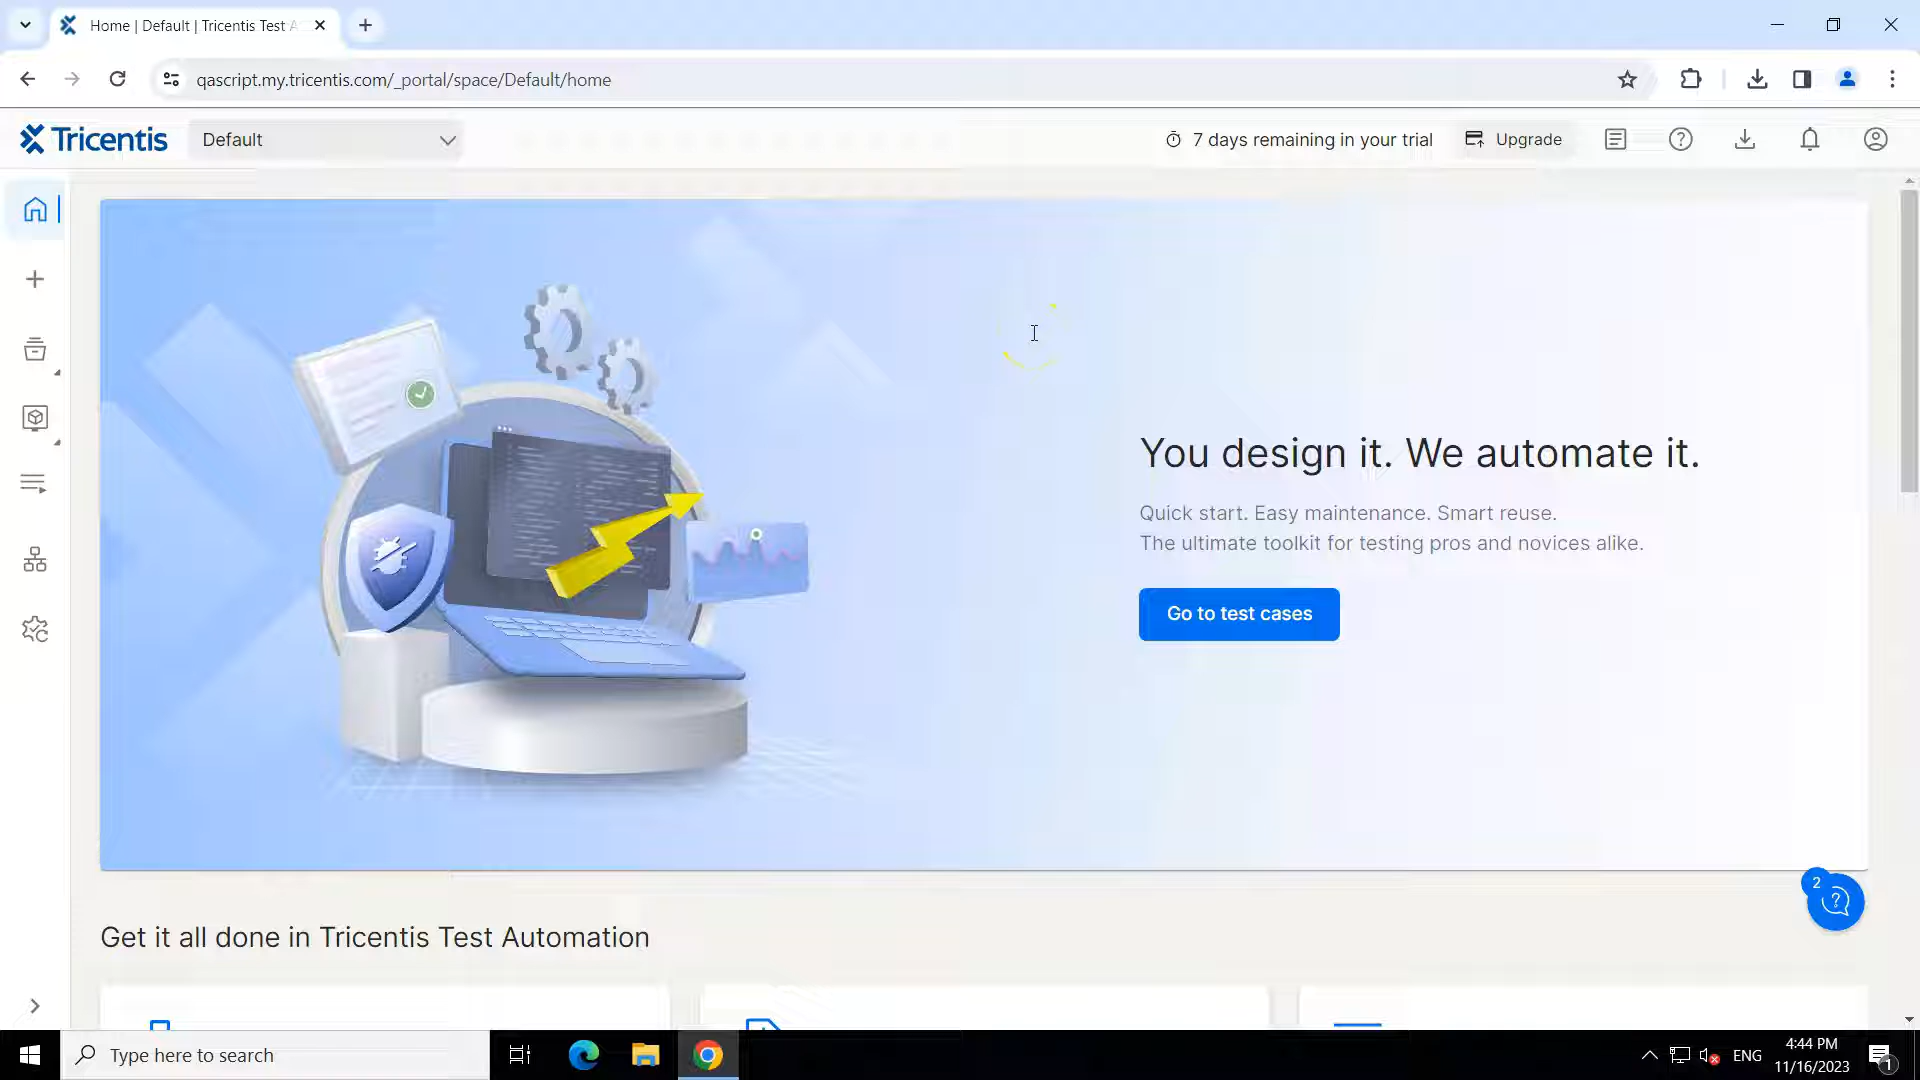 Home | Default | Tricentis Test A
qascript.my.tricentis.com/_portal/space/Default/home
Tricentis
Default
7 days remaining in your trial
Upgrade
You design it. We automate it.
Quick start. Easy maintenance. Smart reuse.
The ultimate toolkit for testing pros and novices alike.
Go to test cases
2
Get it all done in Tricentis Test Automation
Type here to search
ENG
4:44 PM
11/16/2023
1